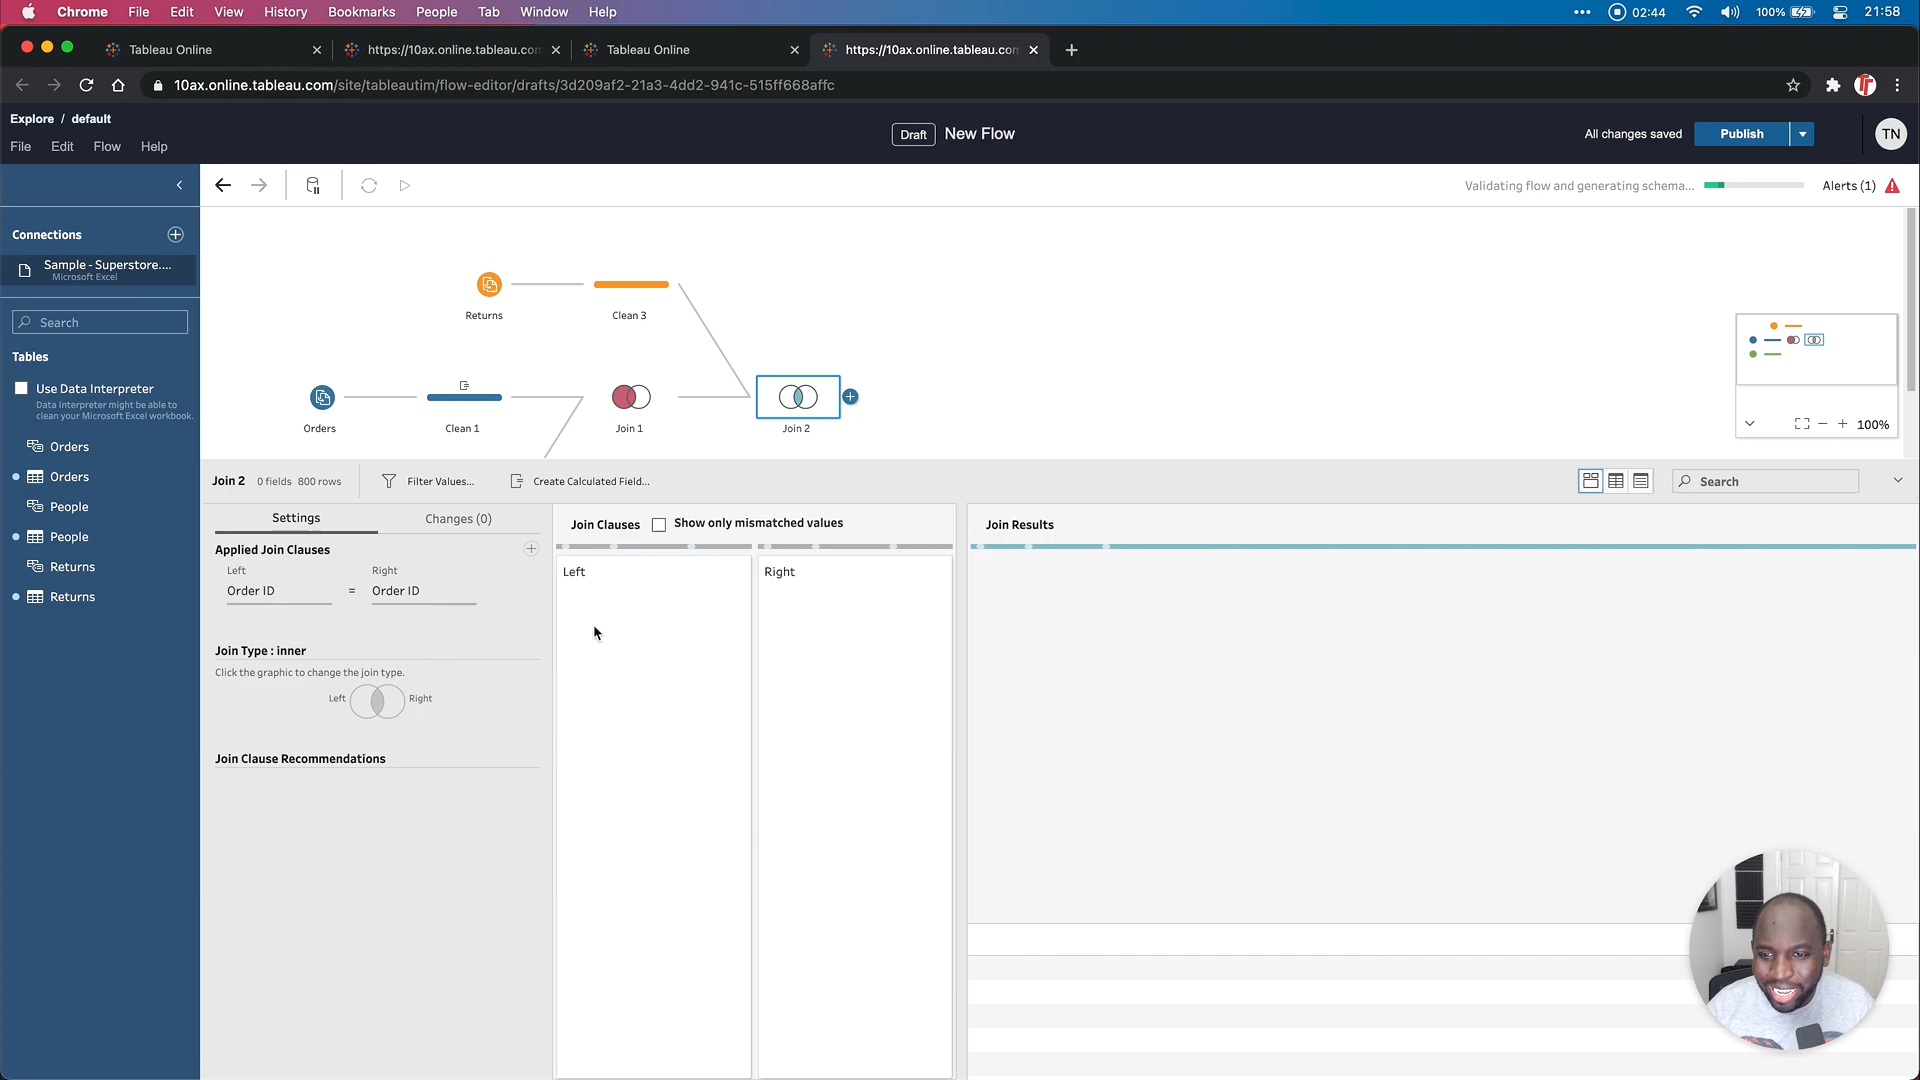 Chrome File Edit View History Bookmarks People Tab Window Help
02:44 100% 21:58
Tableau Online
https://10ax.online.tableau.com
Tableau Online
https://10ax.online.tableau.com
10ax.online.tableau.com/site/tableautim/flow-editor/drafts/3d209af2-21a3-4dd2-941c-515ff668affc
Explore / default
File Edit Flow Help
Draft New Flow
All changes saved
Publish
TN
Validating flow and generating schema...
Alerts (1)
Connections
Sample - Superstore....
Microsoft Excel
Search
Tables
Use Data Interpreter
Data Interpreter might be able to
clean your Microsoft Excel workbook.
Orders
Orders
People
People
Returns
Returns
Returns
Clean 3
Orders
Clean 1
Join 1
Join 2
100%
Join 2 0 fields 800 rows
Filter Values...
Create Calculated Field...
Search
Settings
Changes (0)
Applied Join Clauses
Left Right
Order ID = Order ID
Join Type : inner
Click the graphic to change the join type.
Left Right
Join Clause Recommendations
Join Clauses
Show only mismatched values
Left
Right
Join Results